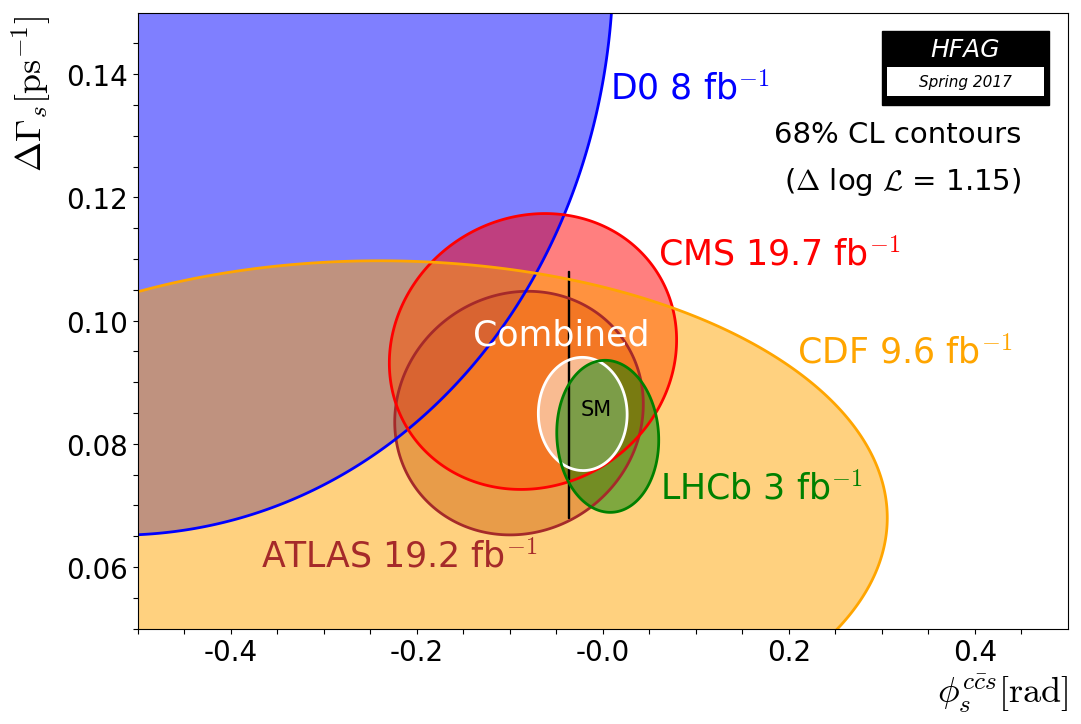 ΔΓₛ [ps⁻¹]
0.14
0.12
0.10
0.08
0.06
HFAG
Spring 2017
68% CL contours
(Δ log ℒ = 1.15)
D0 8 fb⁻¹
CMS 19.7 fb⁻¹
Combined
CDF 9.6 fb⁻¹
SM
LHCb 3 fb⁻¹
ATLAS 19.2 fb⁻¹
-0.4 -0.2 -0.0 0.2 0.4
ϕₛ^{cc̄s} [rad]